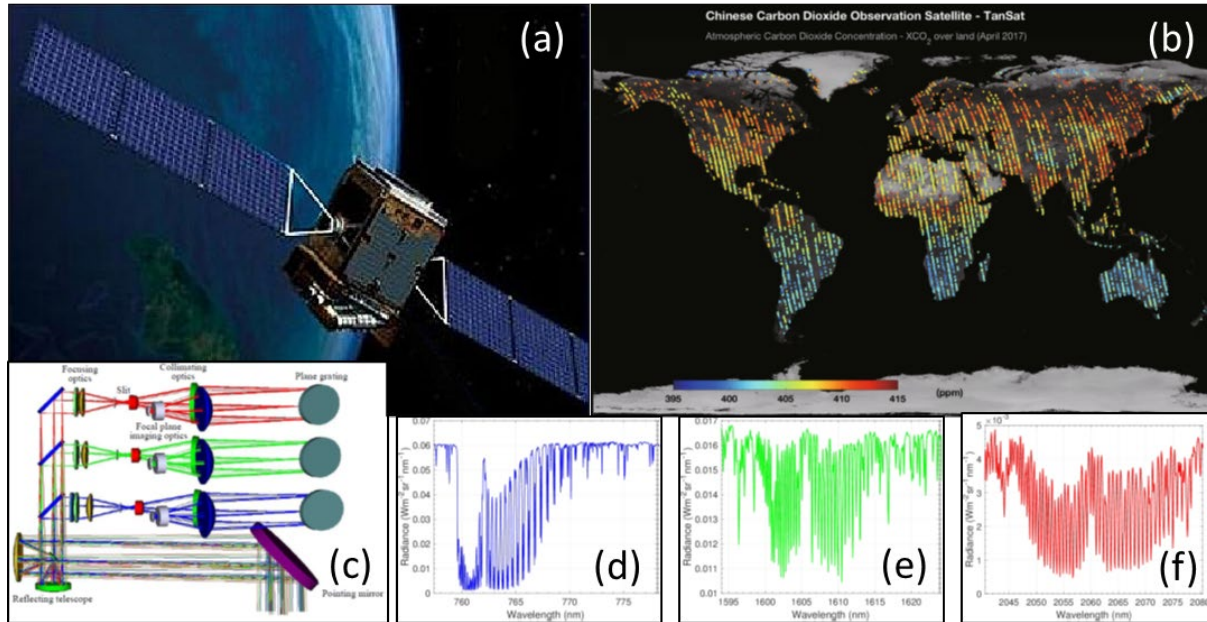 (a)
Chinese Carbon Dioxide Observation Satellite - TanSat
Atmospheric Carbon Dioxide Concentration - XCO2 over land (April 2017)
(b)
395 400 405 410 415
(ppm)
Focusing optics
Slit
Collimating optics
Plane grating
Focal plane
imaging optics
Reflecting telescope
Pointing mirror
(c)
Radiance (Wm-2sr-1nm-1)
0.07
0.06
0.05
0.04
0.03
0.02
0.01
0
760 765 770 775
Wavelength (nm)
(d)
Radiance (Wm-2sr-1nm-1)
0.017
0.016
0.015
0.014
0.013
0.012
0.011
0.01
1595 1600 1605 1610 1615 1620
Wavelength (nm)
(e)
×10-3
Radiance (Wm-2sr-1nm-1)
5
4
3
2
1
0
2045 2050 2055 2060 2065 2070 2075 2080
Wavelength (nm)
(f)